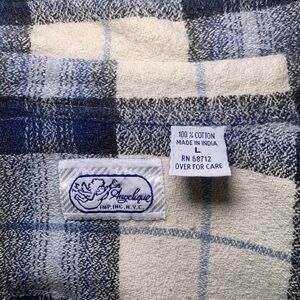 100 % COTTON
MADE IN INDIA
L
RN 68712
OVER FOR CARE
Angelique
IMP. INC. N.Y.C.